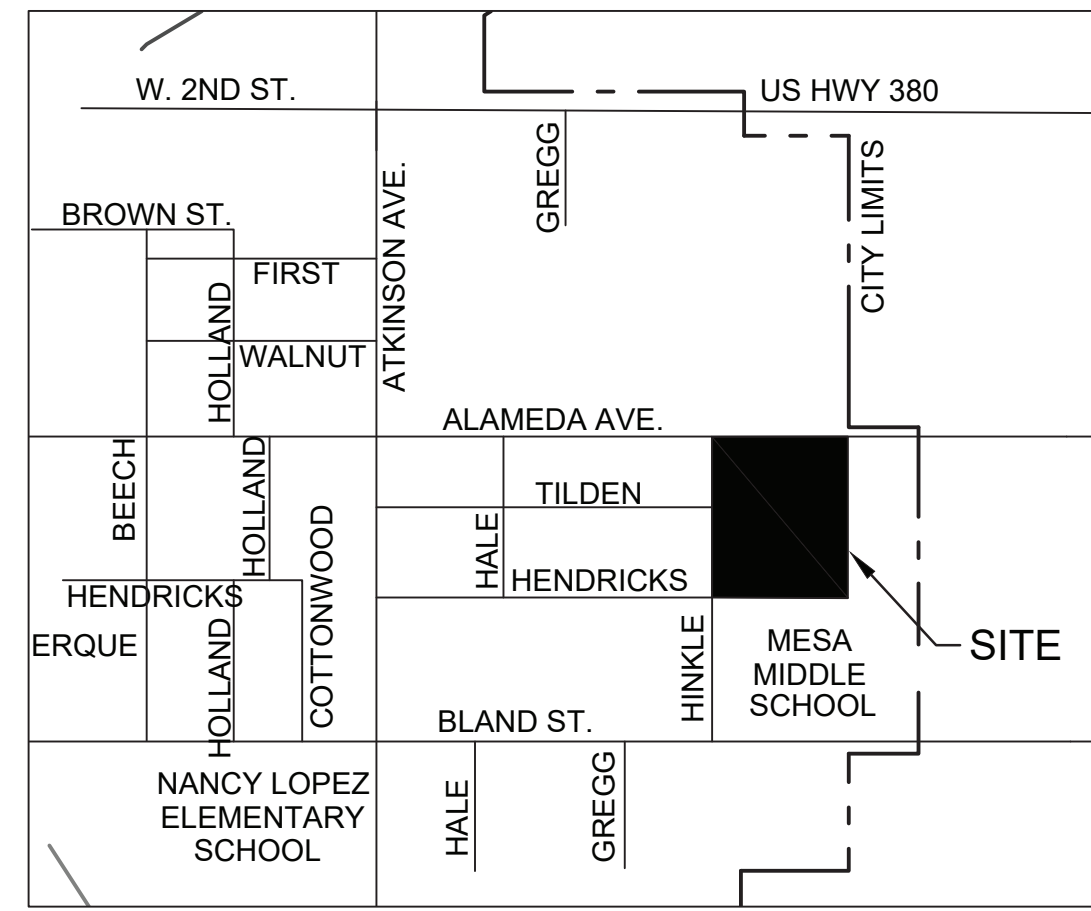 W. 2ND ST.
US HWY 380
GREGG
CITY LIMITS
BROWN ST.
ATKINSON AVE.
FIRST
HOLLAND
WALNUT
ALAMEDA AVE.
BEECH
HOLLAND
TILDEN
COTTONWOOD
HALE
HENDRICKS
HENDRICKS
ERQUE
HOLLAND
HINKLE
MESA
MIDDLE
SCHOOL
SITE
BLAND ST.
NANCY LOPEZ
ELEMENTARY
SCHOOL
HALE
GREGG